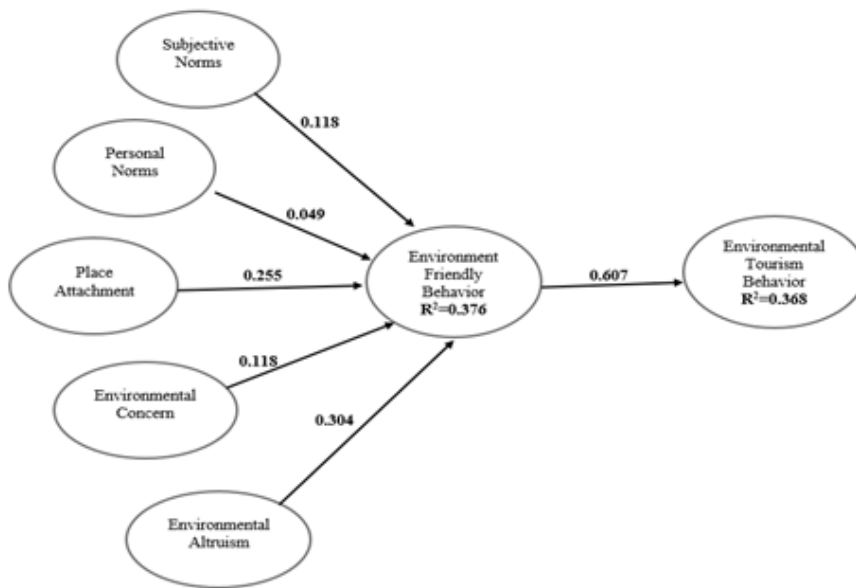 Subjective
Norms
0.118
Personal
Norms
0.049
Place
Attachment
0.255
Environmental
Concern
0.118
Environmental
Altruism
0.304
Environment
Friendly
Behavior
R²=0.376
0.607
Environmental
Tourism
Behavior
R²=0.368